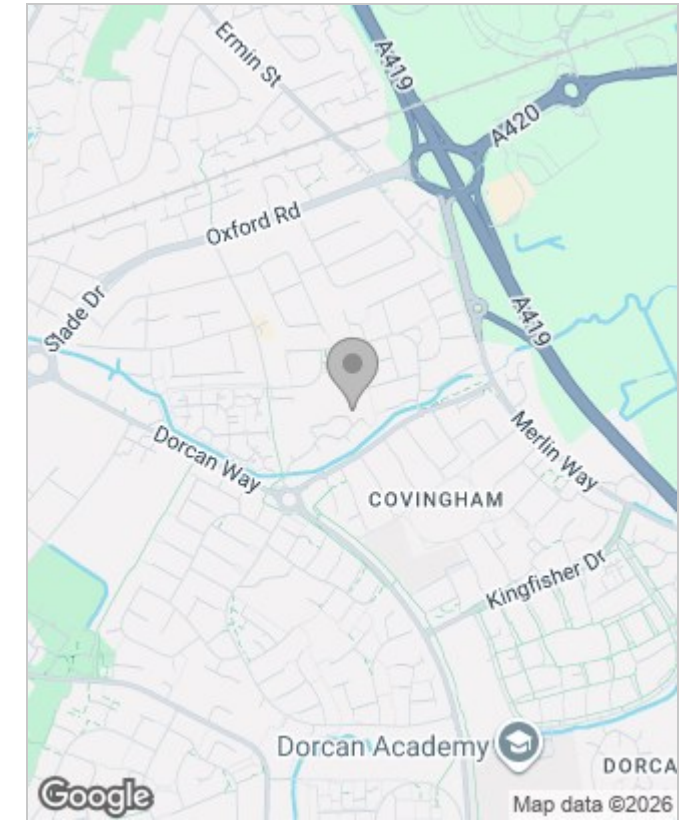 Ermin St
A419
A420
Oxford Rd
Slade Dr
A419
Dorcan Way
Merlin Way
COVINGHAM
Kingfisher Dr
Dorcan Academy
DORCA
Google
Map data ©2026